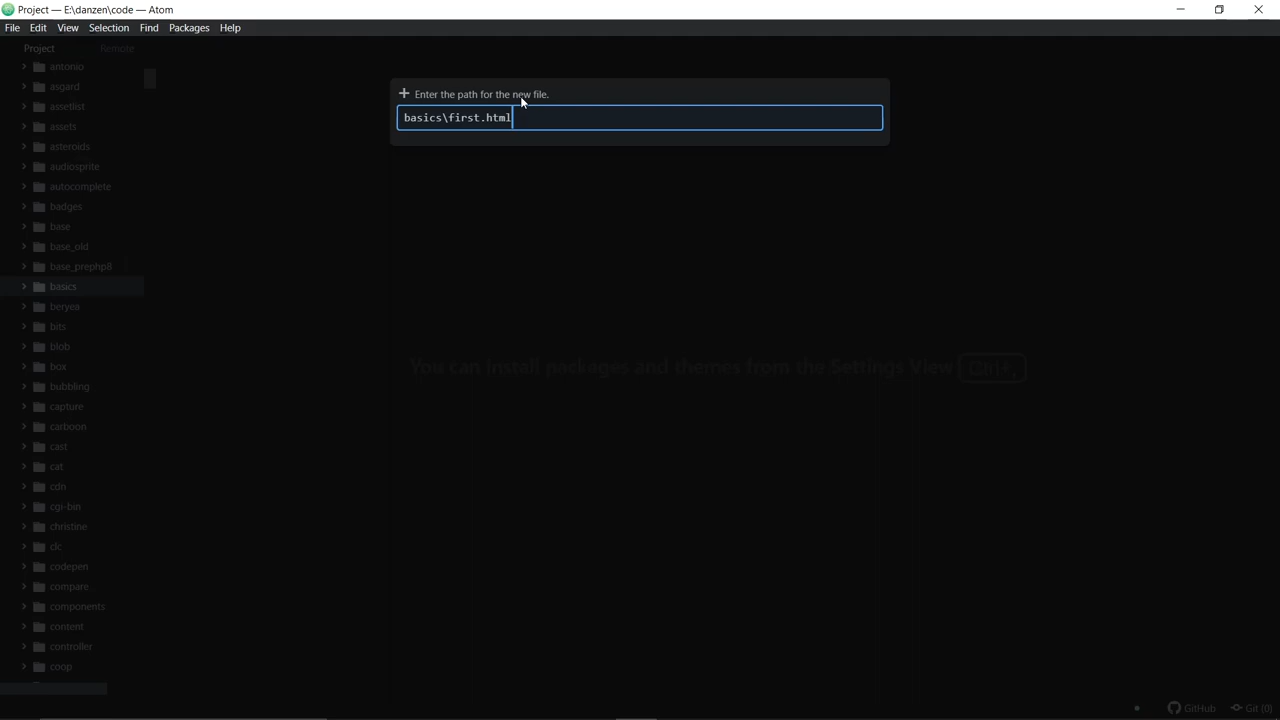 Project — E:\danzen\code — Atom
File Edit View Selection Find Packages Help
Project Remote
antonio
asgard
assetlist
assets
asteroids
audiosprite
autocomplete
badges
base
base_old
base_prephp8
basics
beryea
bits
blob
box
bubbling
capture
carboon
cast
cat
cdn
cgi-bin
christine
clc
codepen
compare
components
content
controller
coop
Enter the path for the new file.
basics\first.html
You can install packages and themes from the Settings View Ctrl+,
GitHub Git (0)